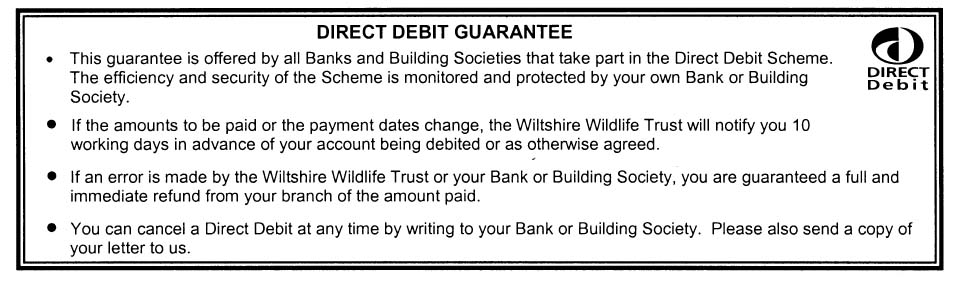 DIRECT DEBIT GUARANTEE
• This guarantee is offered by all Banks and Building Societies that take part in the Direct Debit Scheme.
The efficiency and security of the Scheme is monitored and protected by your own Bank or Building
Society.
• If the amounts to be paid or the payment dates change, the Wiltshire Wildlife Trust will notify you 10
working days in advance of your account being debited or as otherwise agreed.
• If an error is made by the Wiltshire Wildlife Trust or your Bank or Building Society, you are guaranteed a full and
immediate refund from your branch of the amount paid.
• You can cancel a Direct Debit at any time by writing to your Bank or Building Society. Please also send a copy of
your letter to us.
DIRECT
Debit